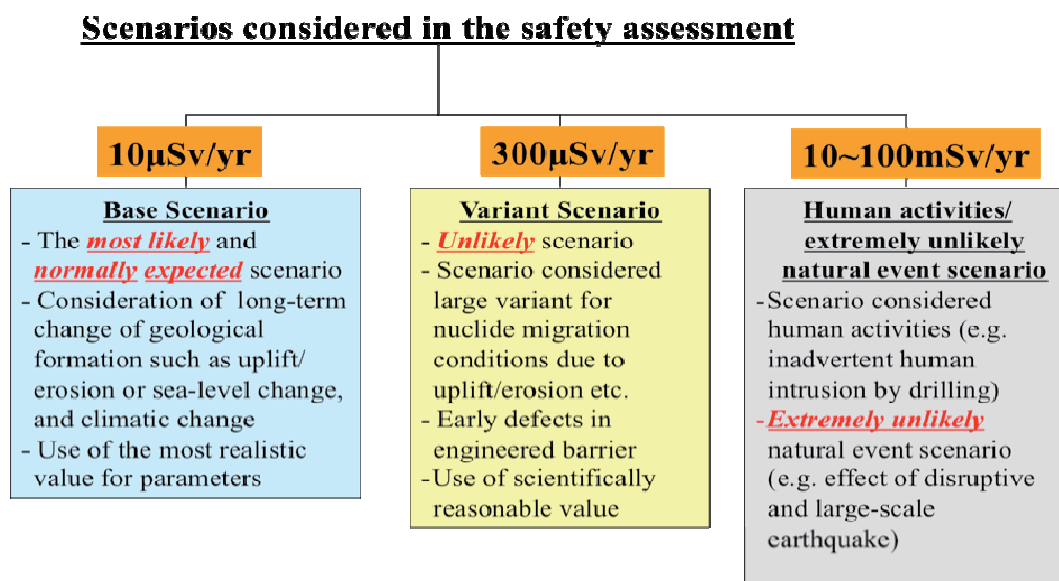 Scenarios considered in the safety assessment
10μSv/yr
Base Scenario
- The most likely and
normally expected scenario
- Consideration of long-term
change of geological
formation such as uplift/
erosion or sea-level change,
and climatic change
- Use of the most realistic
value for parameters
300μSv/yr
Variant Scenario
- Unlikely scenario
- Scenario considered
large variant for
nuclide migration
conditions due to
uplift/erosion etc.
- Early defects in
engineered barrier
- Use of scientifically
reasonable value
10~100mSv/yr
Human activities/
extremely unlikely
natural event scenario
- Scenario considered
human activities (e.g.
inadvertent human
intrusion by drilling)
- Extremely unlikely
natural event scenario
(e.g. effect of disruptive
and large-scale
earthquake)